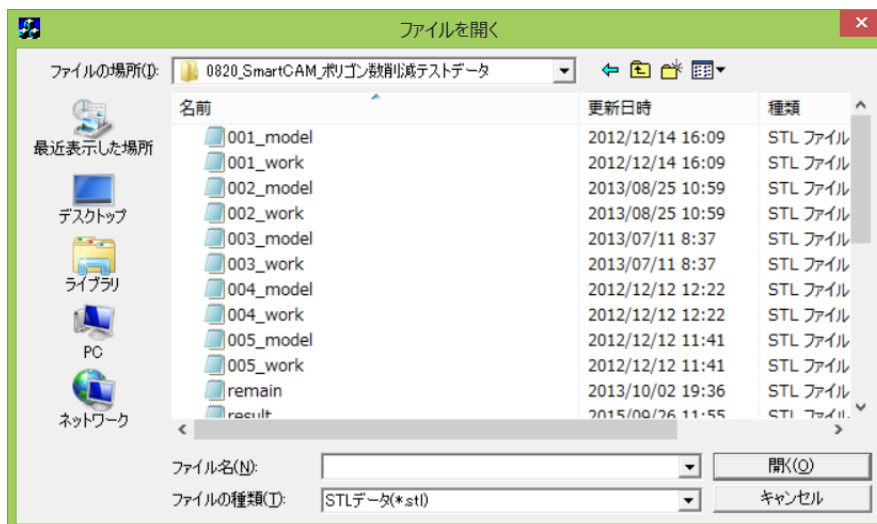 ファイルを開く
ファイルの場所(I):
0820_SmartCAM_ポリゴン数削減テストデータ
最近表示した場所
デスクトップ
ライブラリ
PC
ネットワーク
名前 更新日時 種類
001_model 2012/12/14 16:09 STL ファイル
001_work 2012/12/14 16:09 STL ファイル
002_model 2013/08/25 10:59 STL ファイル
002_work 2013/08/25 10:59 STL ファイル
003_model 2013/07/11 8:37 STL ファイル
003_work 2013/07/11 8:37 STL ファイル
004_model 2012/12/12 12:22 STL ファイル
004_work 2012/12/12 12:22 STL ファイル
005_model 2012/12/12 11:41 STL ファイル
005_work 2012/12/12 11:41 STL ファイル
remain 2013/10/02 19:36 STL ファイル
result 2015/09/26 11:55 STL ファイル
ファイル名(N):
開く(O)
ファイルの種類(T):
STLデータ(*.stl)
キャンセル